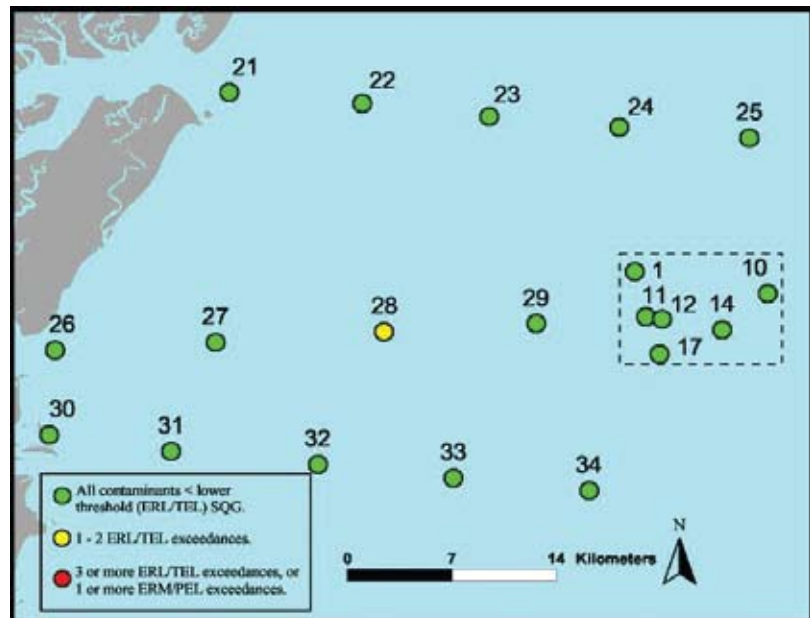 21
22
23
24
25
1
10
11
12
14
17
28
29
27
26
30
31
32
33
34
All contaminants < lower
threshold (ERL/TEL) SQG.
1 - 2 ERL/TEL exceedances.
3 or more ERL/TEL exceedances, or
1 or more ERM/PEL exceedances.
N
0 7 14 Kilometers